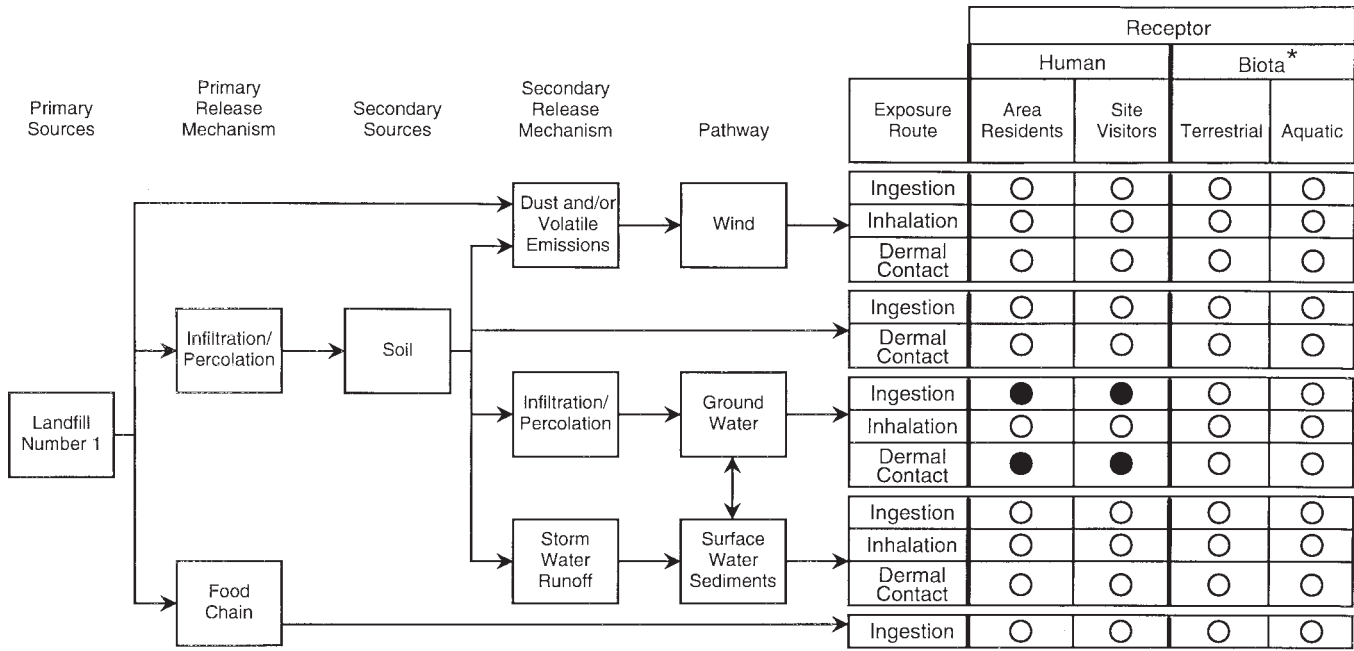 Receptor
Human
Biota*
Primary
Sources
Primary
Release
Mechanism
Secondary
Sources
Secondary
Release
Mechanism
Pathway
Exposure
Route
Area
Residents
Site
Visitors
Terrestrial
Aquatic
Dust and/or
Volatile
Emissions
Wind
Ingestion
Inhalation
Dermal
Contact
Infiltration/
Percolation
Soil
Ingestion
Dermal
Contact
Landfill
Number 1
Infiltration/
Percolation
Ground
Water
Ingestion
Inhalation
Dermal
Contact
Storm
Water
Runoff
Surface
Water
Sediments
Ingestion
Inhalation
Dermal
Contact
Food
Chain
Ingestion